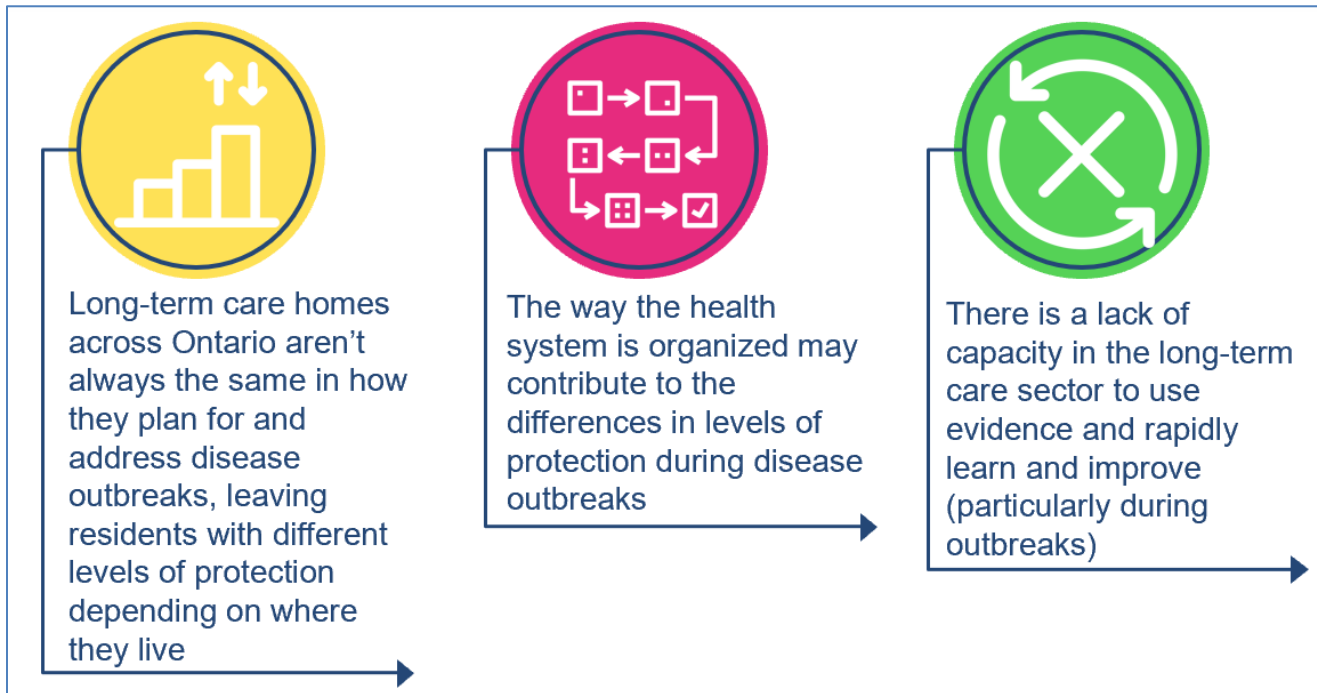 Long-term care homes
across Ontario aren’t
always the same in how
they plan for and
address disease
outbreaks, leaving
residents with different
levels of protection
depending on where
they live
The way the health
system is organized may
contribute to the
differences in levels of
protection during disease
outbreaks
There is a lack of
capacity in the long-term
care sector to use
evidence and rapidly
learn and improve
(particularly during
outbreaks)